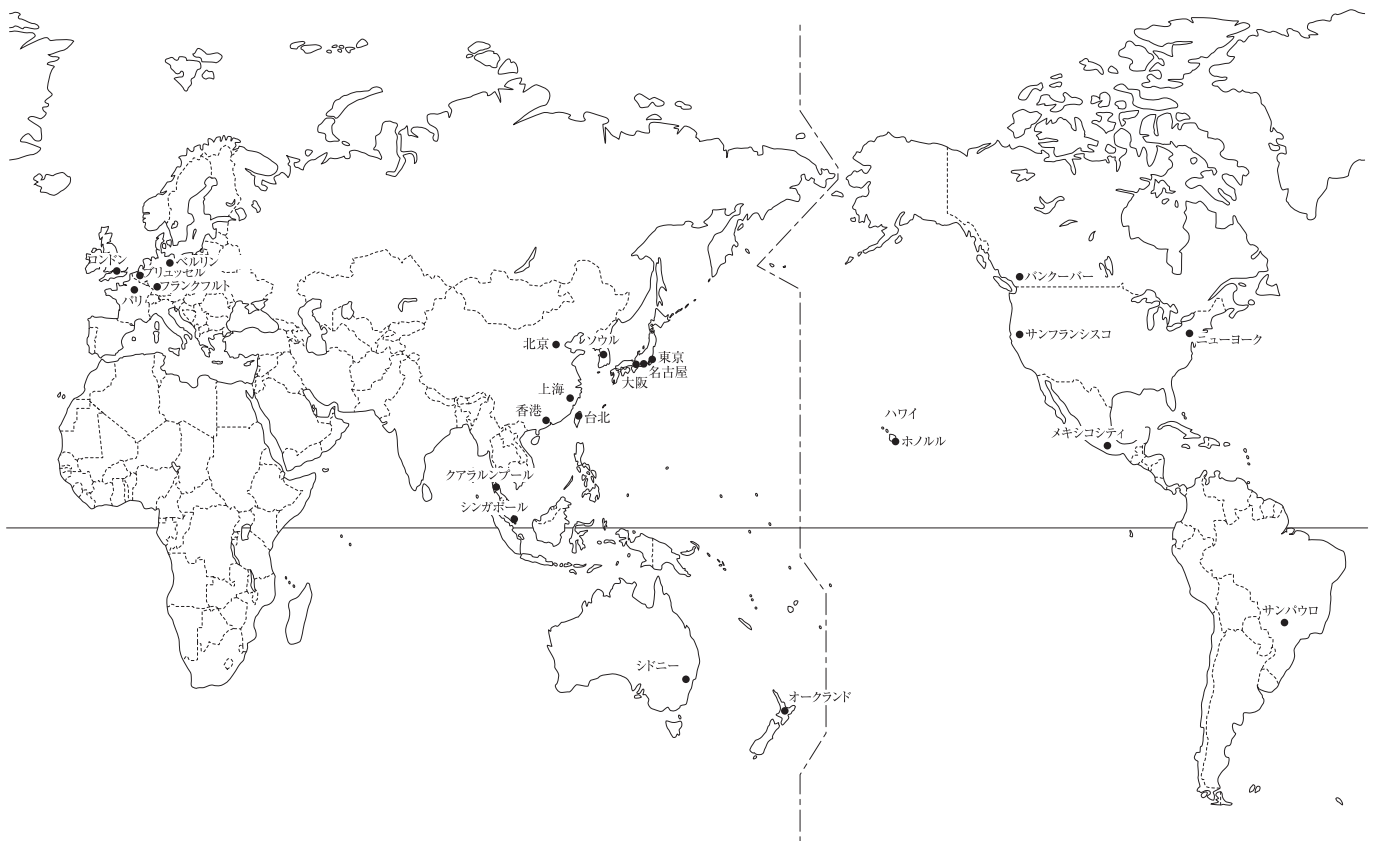 ロンドン
ベルリン
ブリュッセル
フランクフルト
パリ
北京
ソウル
東京
名古屋
大阪
上海
香港
台北
クアラルンプール
シンガポール
シドニー
オークランド
ハワイ
ホノルル
バンクーバー
サンフランシスコ
ニューヨーク
メキシコシティ
サンパウロ